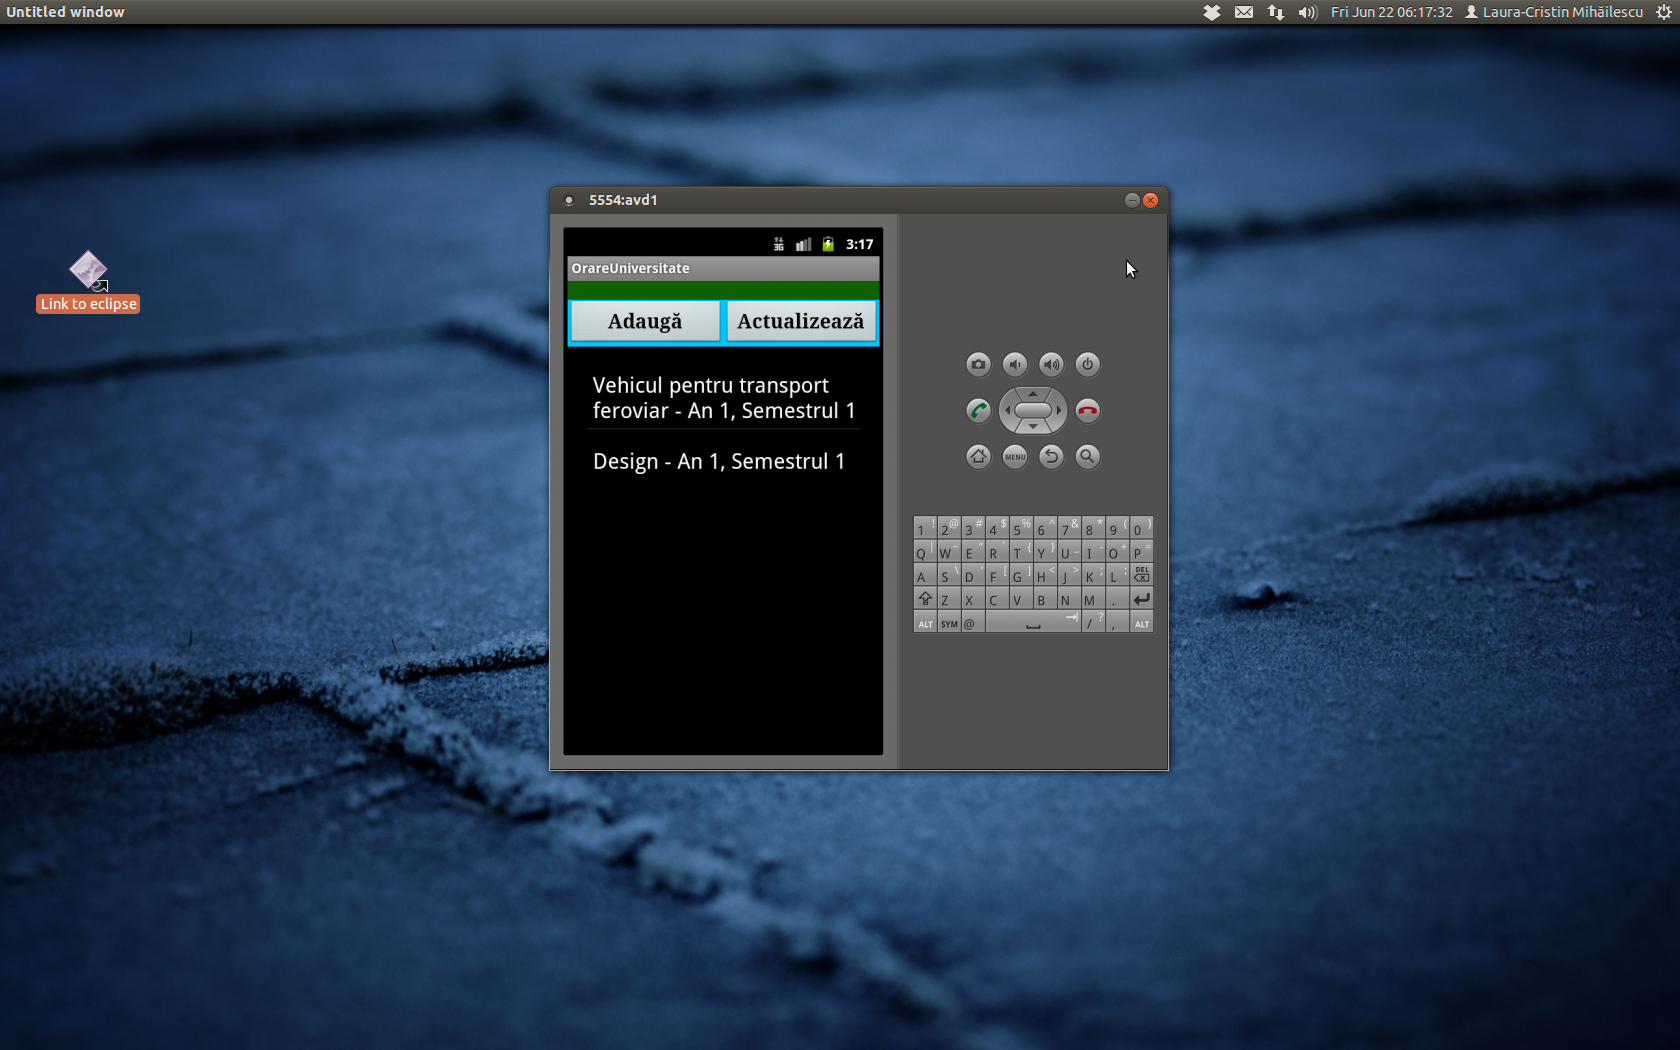 Untitled window
Fri Jun 22 06:17:32 Laura-Cristin Mihăilescu
Link to eclipse
5554:avd1
3G 3:17
OrareUniversitate
Adaugă Actualizează
Vehicul pentru transport
feroviar - An 1, Semestrul 1
Design - An 1, Semestrul 1
MENU
1 ! 2 @ 3 # 4 $ 5 % 6 ^ 7 & 8 * 9 ( 0 )
Q | W ~ E " R ` T { Y } U _ I - O + P =
A S \ D ' F [ G ] H < J > K ; L : DEL
Z X C V B N M .
ALT SYM @ / ? , ALT